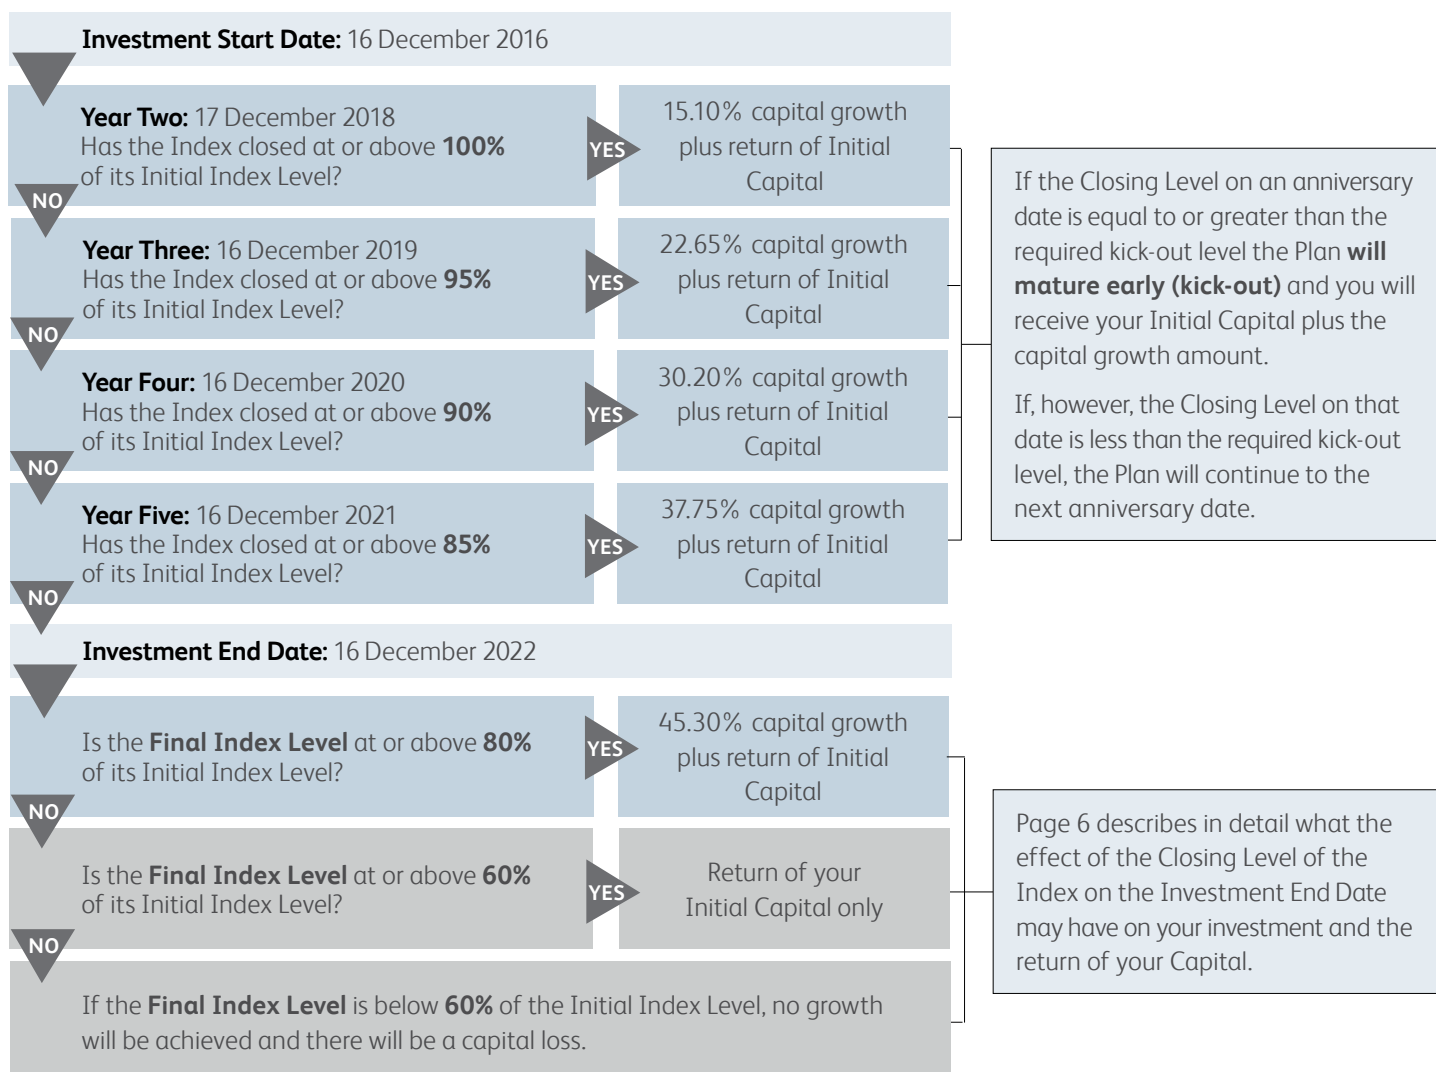 Investment Start Date: 16 December 2016
Year Two: 17 December 2018
Has the Index closed at or above 100%
of its Initial Index Level?
YES
15.10% capital growth
plus return of Initial
Capital
NO
Year Three: 16 December 2019
Has the Index closed at or above 95%
of its Initial Index Level?
YES
22.65% capital growth
plus return of Initial
Capital
NO
Year Four: 16 December 2020
Has the Index closed at or above 90%
of its Initial Index Level?
YES
30.20% capital growth
plus return of Initial
Capital
NO
Year Five: 16 December 2021
Has the Index closed at or above 85%
of its Initial Index Level?
YES
37.75% capital growth
plus return of Initial
Capital
NO
If the Closing Level on an anniversary
date is equal to or greater than the
required kick-out level the Plan will
mature early (kick-out) and you will
receive your Initial Capital plus the
capital growth amount.
If, however, the Closing Level on that
date is less than the required kick-out
level, the Plan will continue to the
next anniversary date.
Investment End Date: 16 December 2022
Is the Final Index Level at or above 80%
of its Initial Index Level?
YES
45.30% capital growth
plus return of Initial
Capital
NO
Is the Final Index Level at or above 60%
of its Initial Index Level?
YES
Return of your
Initial Capital only
NO
If the Final Index Level is below 60% of the Initial Index Level, no growth
will be achieved and there will be a capital loss.
Page 6 describes in detail what the
effect of the Closing Level of the
Index on the Investment End Date
may have on your investment and the
return of your Capital.